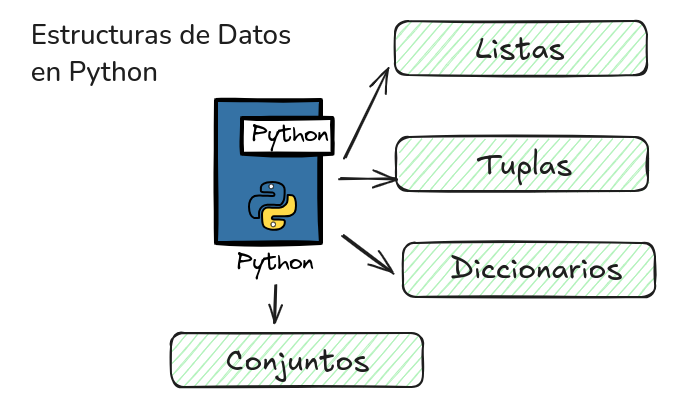 Estructuras de Datos
en Python
Listas
Python
Tuplas
Diccionarios
Python
Conjuntos